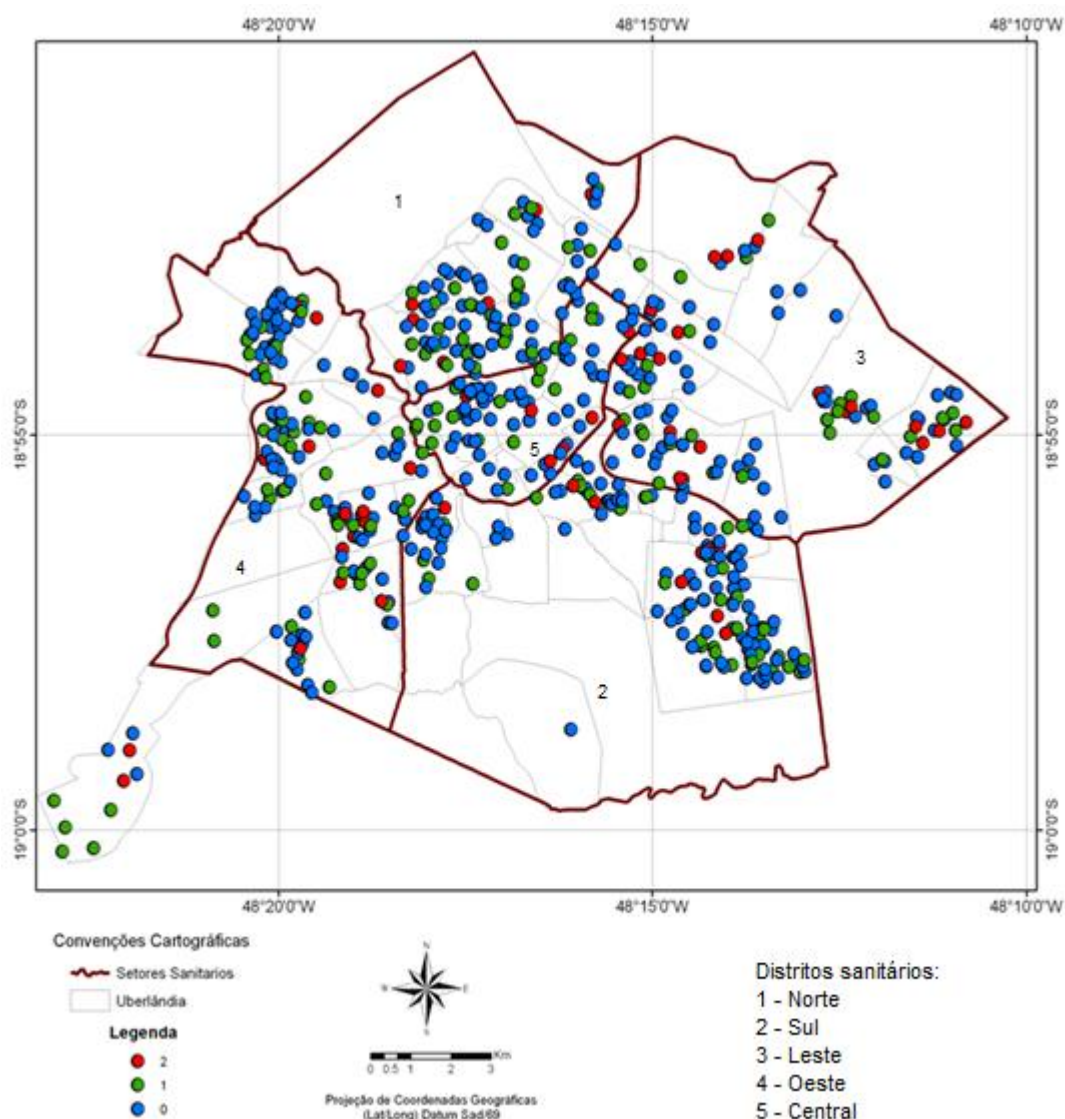 48°20'0"W 48°15'0"W 48°10'0"W
1
3
18°55'0"S 18°55'0"S
5
4
2
19°0'0"S 19°0'0"S
48°20'0"W 48°15'0"W 48°10'0"W
Convenções Cartográficas
Setores Sanitarios
Uberlândia
Legenda
2
1
0
N
W E
S
Km
0 0.5 1 2 3
Projeção de Coordenadas Geográficas
(Lat/Long) Datum Sad/69
Distritos sanitários:
1 - Norte
2 - Sul
3 - Leste
4 - Oeste
5 - Central